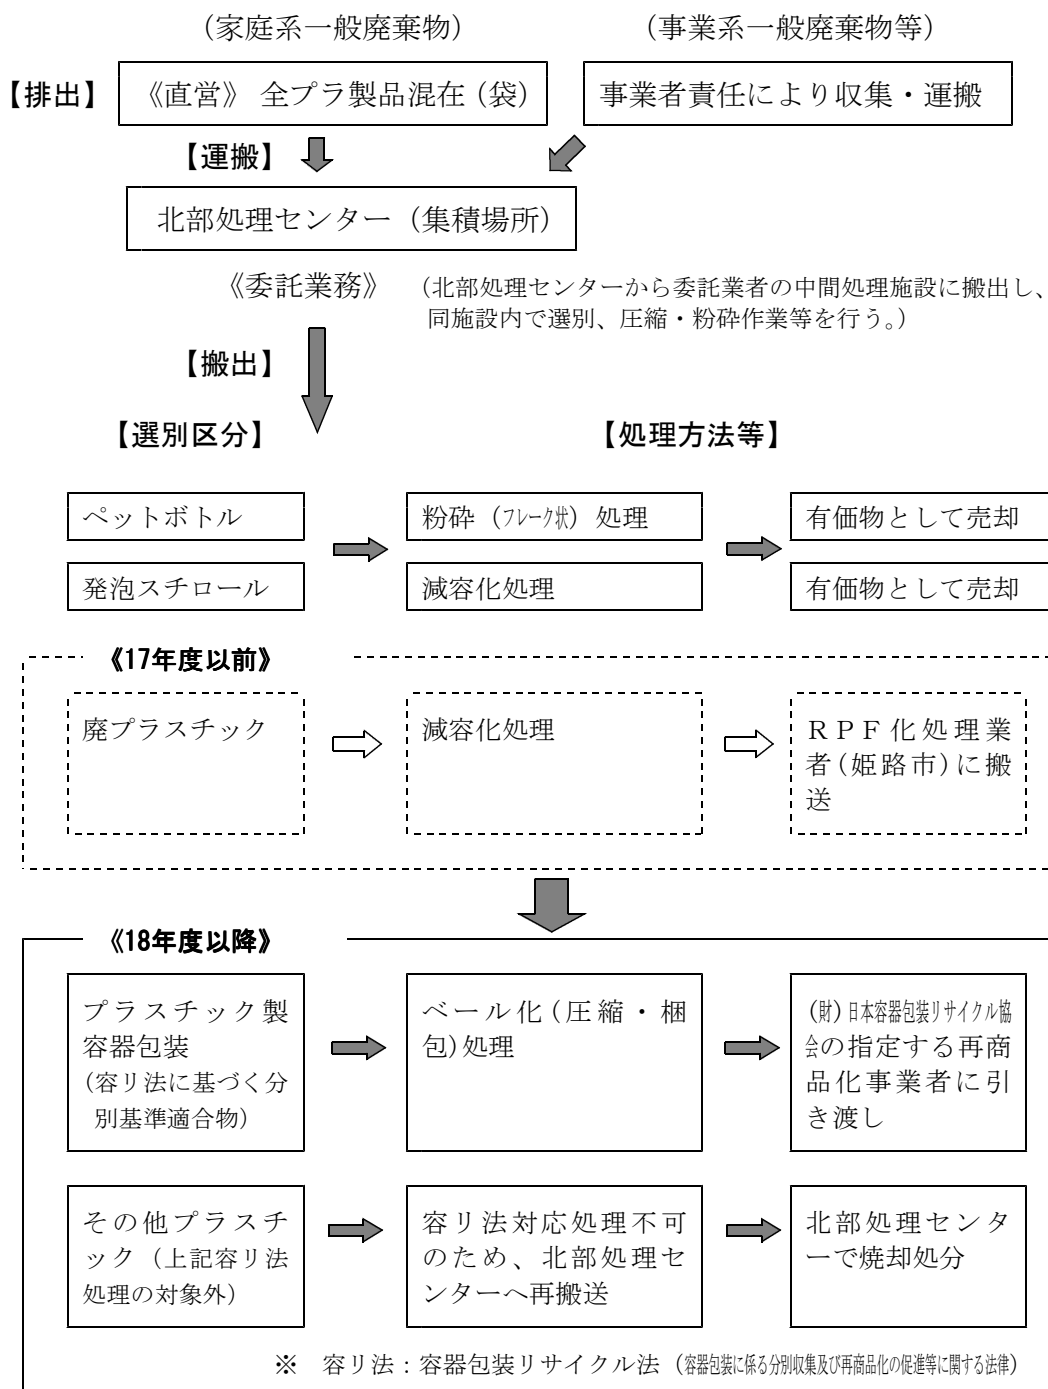 （家庭系一般廃棄物）
（事業系一般廃棄物等）
【排出】
《直営》 全プラ製品混在（袋）
事業者責任により収集・運搬
【運搬】
北部処理センター（集積場所）
《委託業務》
（北部処理センターから委託業者の中間処理施設に搬出し、
同施設内で選別、圧縮・粉砕作業等を行う。）
【搬出】
【選別区分】
【処理方法等】
ペットボトル
粉砕（フレーク状）処理
有価物として売却
発泡スチロール
減容化処理
有価物として売却
《17年度以前》
廃プラスチック
減容化処理
ＲＰＦ化処理業
者（姫路市）に搬
送
《18年度以降》
プラスチック製
容器包装
（容リ法に基づく分
別基準適合物）
ベール化（圧縮・梱
包）処理
（財）日本容器包装リサイクル協
会の指定する再商
品化事業者に引
き渡し
その他プラスチ
ック（上記容リ法
処理の対象外）
容リ法対応処理不可
のため、北部処理セ
ンターへ再搬送
北部処理センタ
ーで焼却処分
※　容リ法：容器包装リサイクル法（容器包装に係る分別収集及び再商品化の促進等に関する法律）